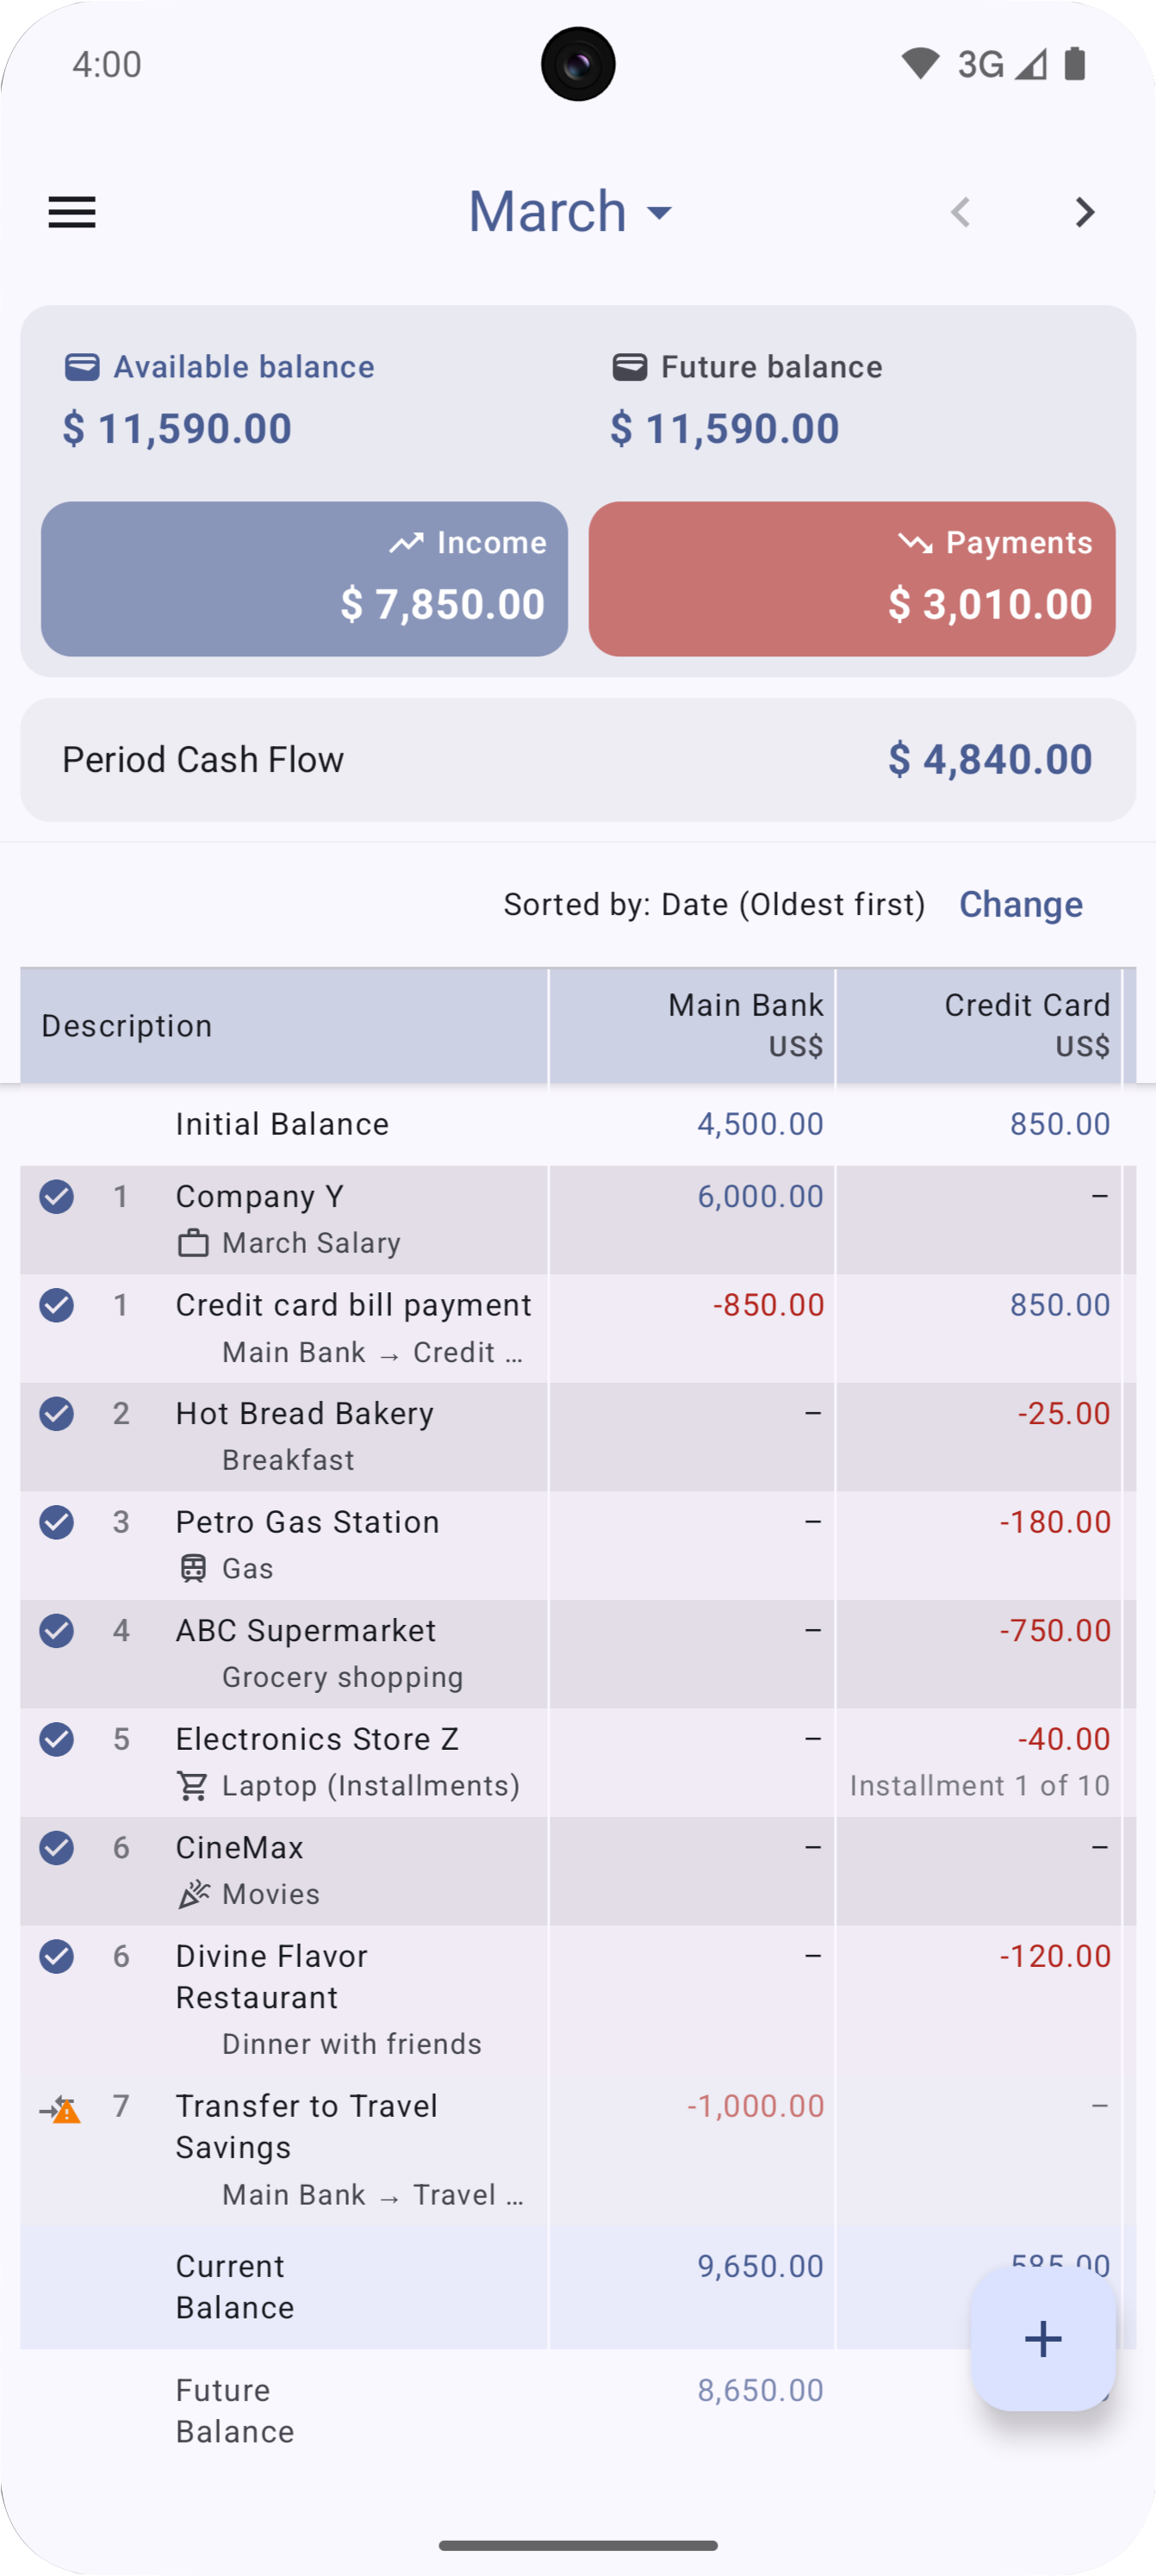 4:00
3G
March
Available balance
Future balance
$ 11,590.00
$ 11,590.00
Income
$ 7,850.00
Payments
$ 3,010.00
Period Cash Flow
$ 4,840.00
Sorted by: Date (Oldest first) Change
Description
Main Bank
US$
Credit Card
US$
Initial Balance 4,500.00 850.00
1 Company Y 6,000.00 –
March Salary
1 Credit card bill payment -850.00 850.00
Main Bank → Credit ...
2 Hot Bread Bakery – -25.00
Breakfast
3 Petro Gas Station – -180.00
Gas
4 ABC Supermarket – -750.00
Grocery shopping
5 Electronics Store Z – -40.00
Laptop (Installments) Installment 1 of 10
6 CineMax – –
Movies
6 Divine Flavor – -120.00
Restaurant
Dinner with friends
7 Transfer to Travel -1,000.00 –
Savings
Main Bank → Travel ...
Current 9,650.00 585.00
Balance
Future 8,650.00
Balance